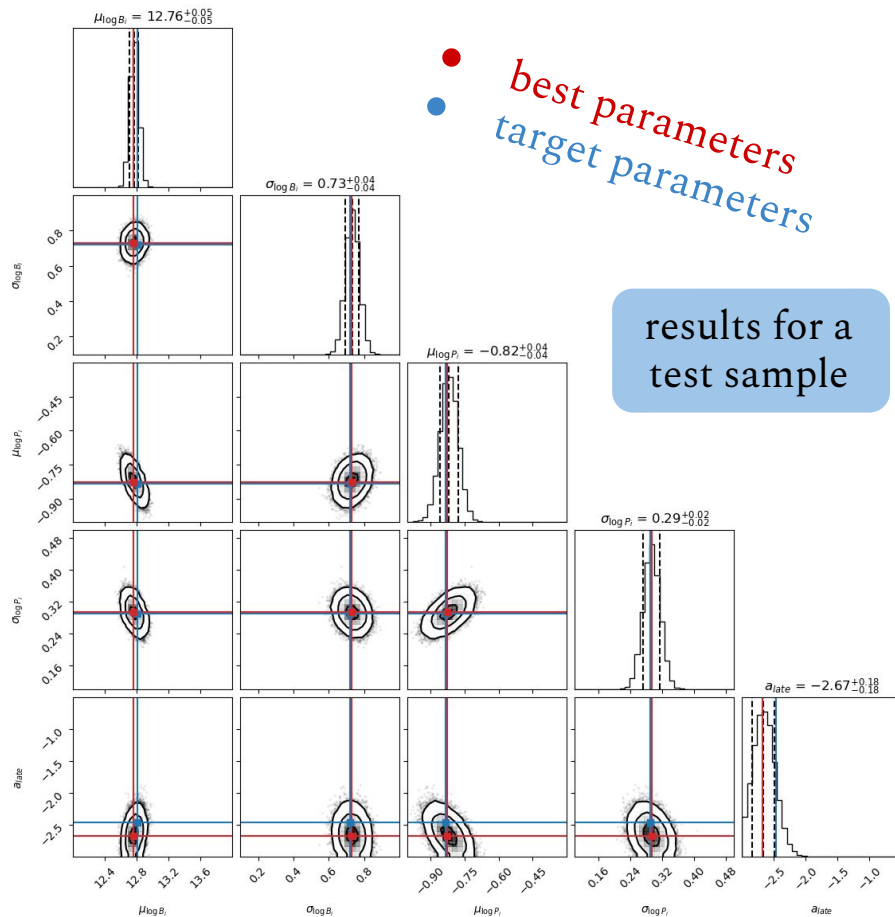 μ_{log B_i} = 12.76^{+0.05}_{-0.05}
best parameters
target parameters
σ_{log B_i} = 0.73^{+0.04}_{-0.04}
0.8
0.6
0.4
0.2
σ_{log B_i}
results for a
test sample
μ_{log P_i} = −0.82^{+0.04}_{-0.04}
−0.45
−0.60
−0.75
−0.90
μ_{log P_i}
σ_{log P_i} = 0.29^{+0.02}_{-0.02}
0.48
0.40
0.32
0.24
0.16
σ_{log P_i}
a_{late} = −2.67^{+0.18}_{-0.18}
−1.0
−1.5
−2.0
−2.5
a_{late}
12.4 12.8 13.2 13.6
0.2 0.4 0.6 0.8
−0.90 −0.75 −0.60 −0.45
0.16 0.24 0.32 0.40 0.48
−2.5 −2.0 −1.5 −1.0
μ_{log B_i} σ_{log B_i} μ_{log P_i} σ_{log P_i} a_{late}